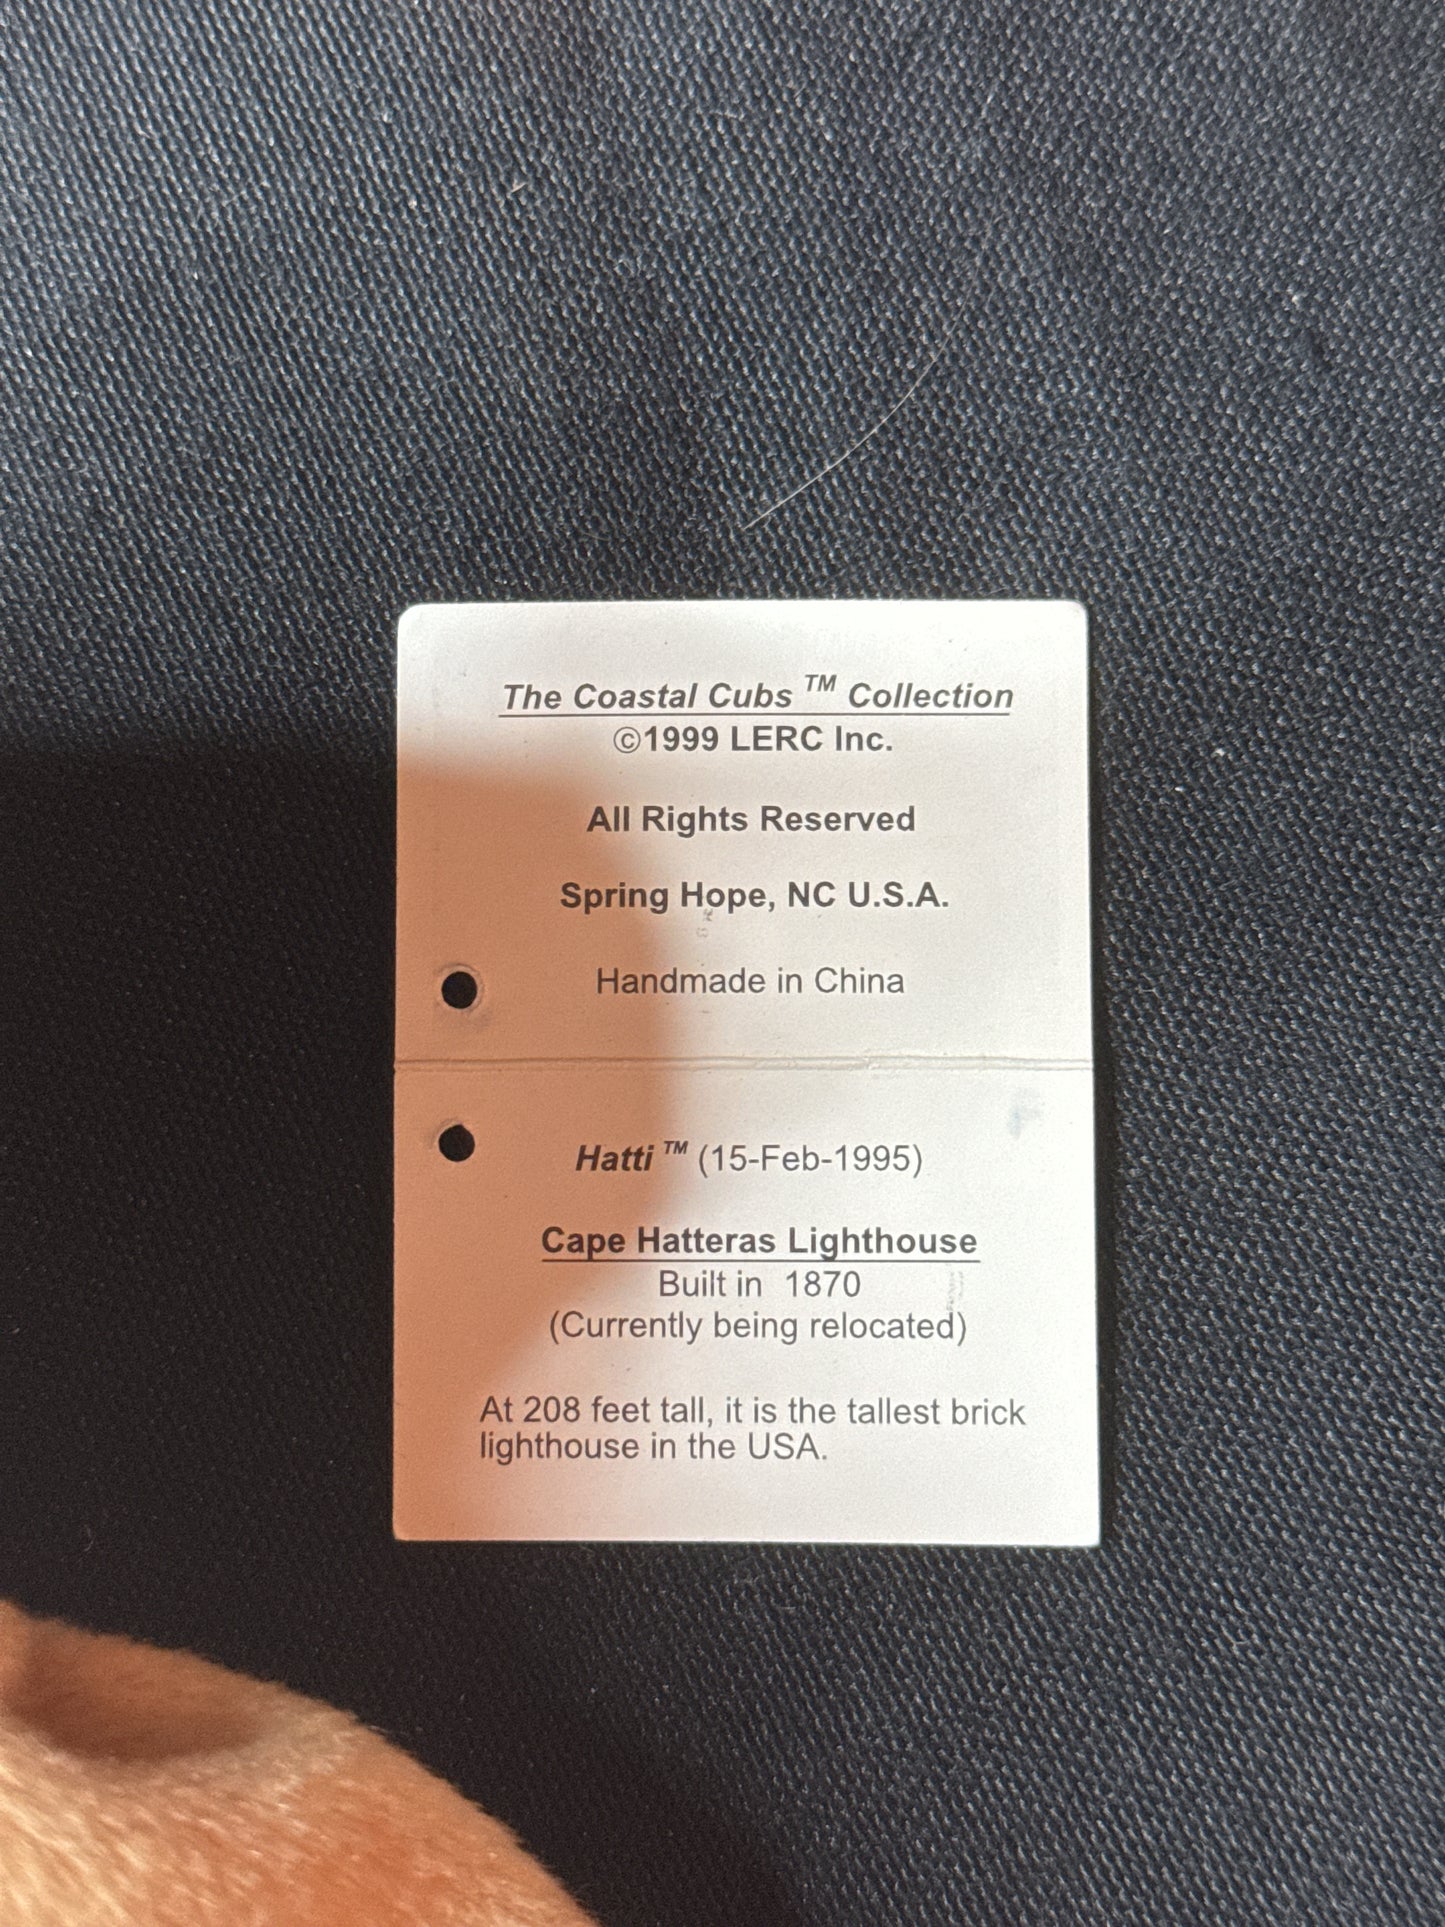 The Coastal Cubs ™ Collection
©1999 LERC Inc.
All Rights Reserved
Spring Hope, NC U.S.A.
Handmade in China
Hatti ™ (15-Feb-1995)
Cape Hatteras Lighthouse
Built in 1870
(Currently being relocated)
At 208 feet tall, it is the tallest brick
lighthouse in the USA.